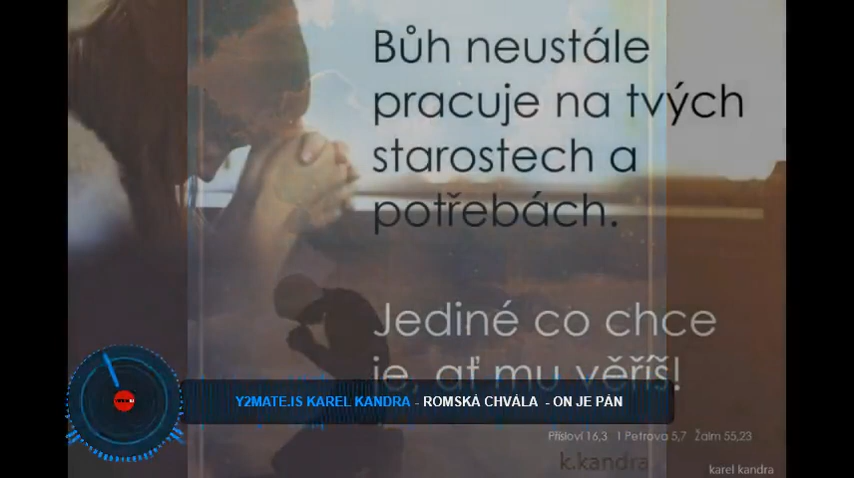 Bůh neustále
pracuje na tvých
starostech a
potřebách.
Jediné co chce
je, ať mu věříš!
Y2MATE.IS KAREL KANDRA - ROMSKÁ CHVÁLA - ON JE PÁN
Přísloví 16,3 1 Petrova 5,7 Žalm 55,23
k.kandra
karel kandra